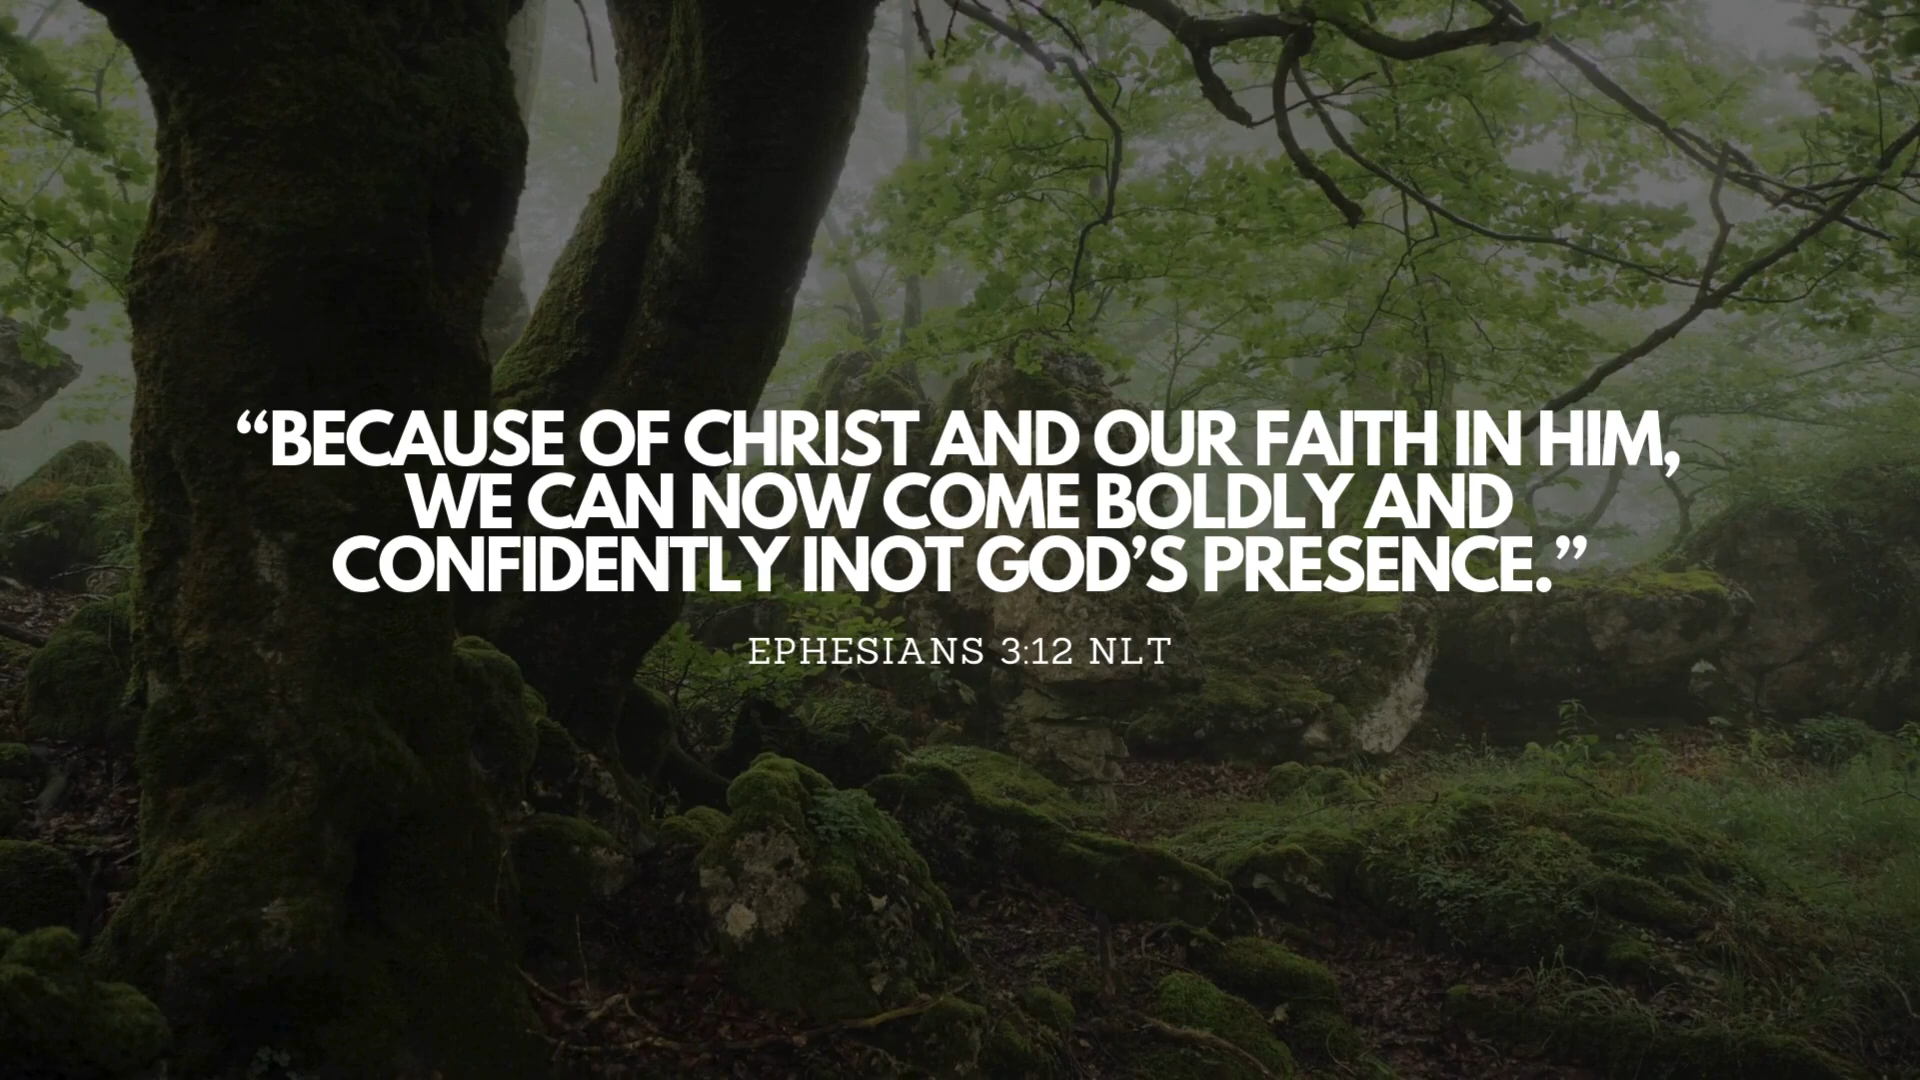 “BECAUSE OF CHRIST AND OUR FAITH IN HIM,
WE CAN NOW COME BOLDLY AND
CONFIDENTLY INOT GOD’S PRESENCE.”
EPHESIANS 3:12 NLT